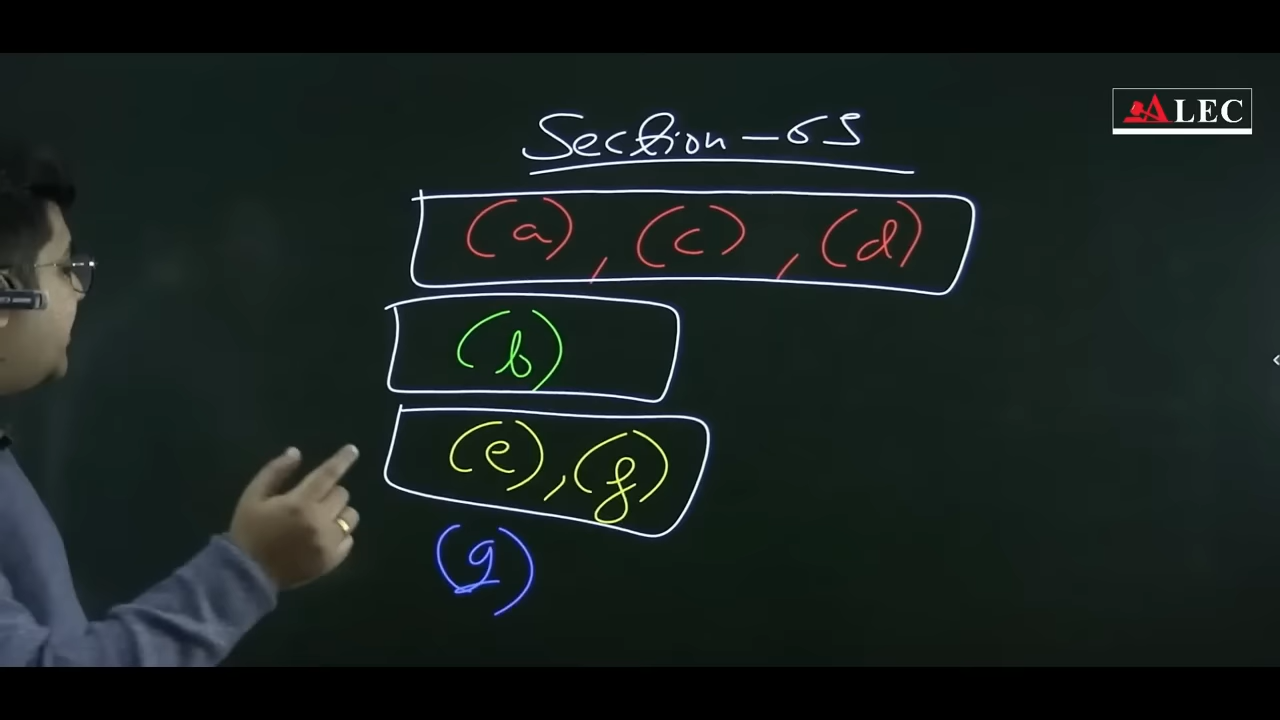 ALEC
Section - 65
(a), (c), (d)
(b)
(e), (f)
(g)